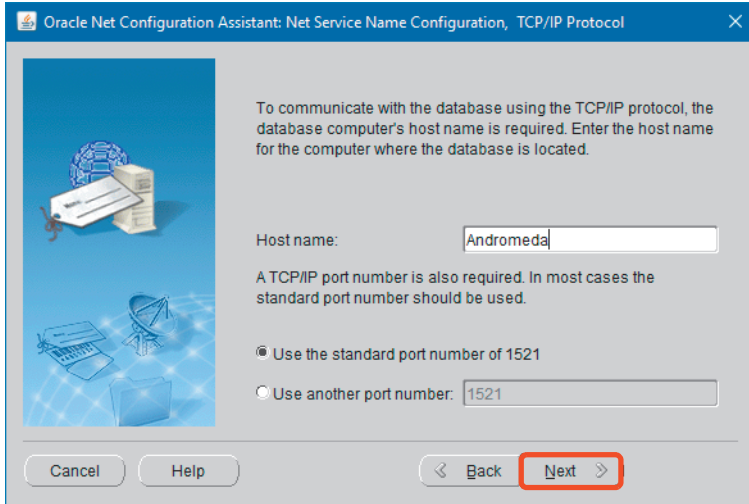 Oracle Net Configuration Assistant: Net Service Name Configuration, TCP/IP Protocol
To communicate with the database using the TCP/IP protocol, the
database computer's host name is required. Enter the host name
for the computer where the database is located.
Host name: Andromeda
A TCP/IP port number is also required. In most cases the
standard port number should be used.
Use the standard port number of 1521
Use another port number: 1521
Cancel Help Back Next